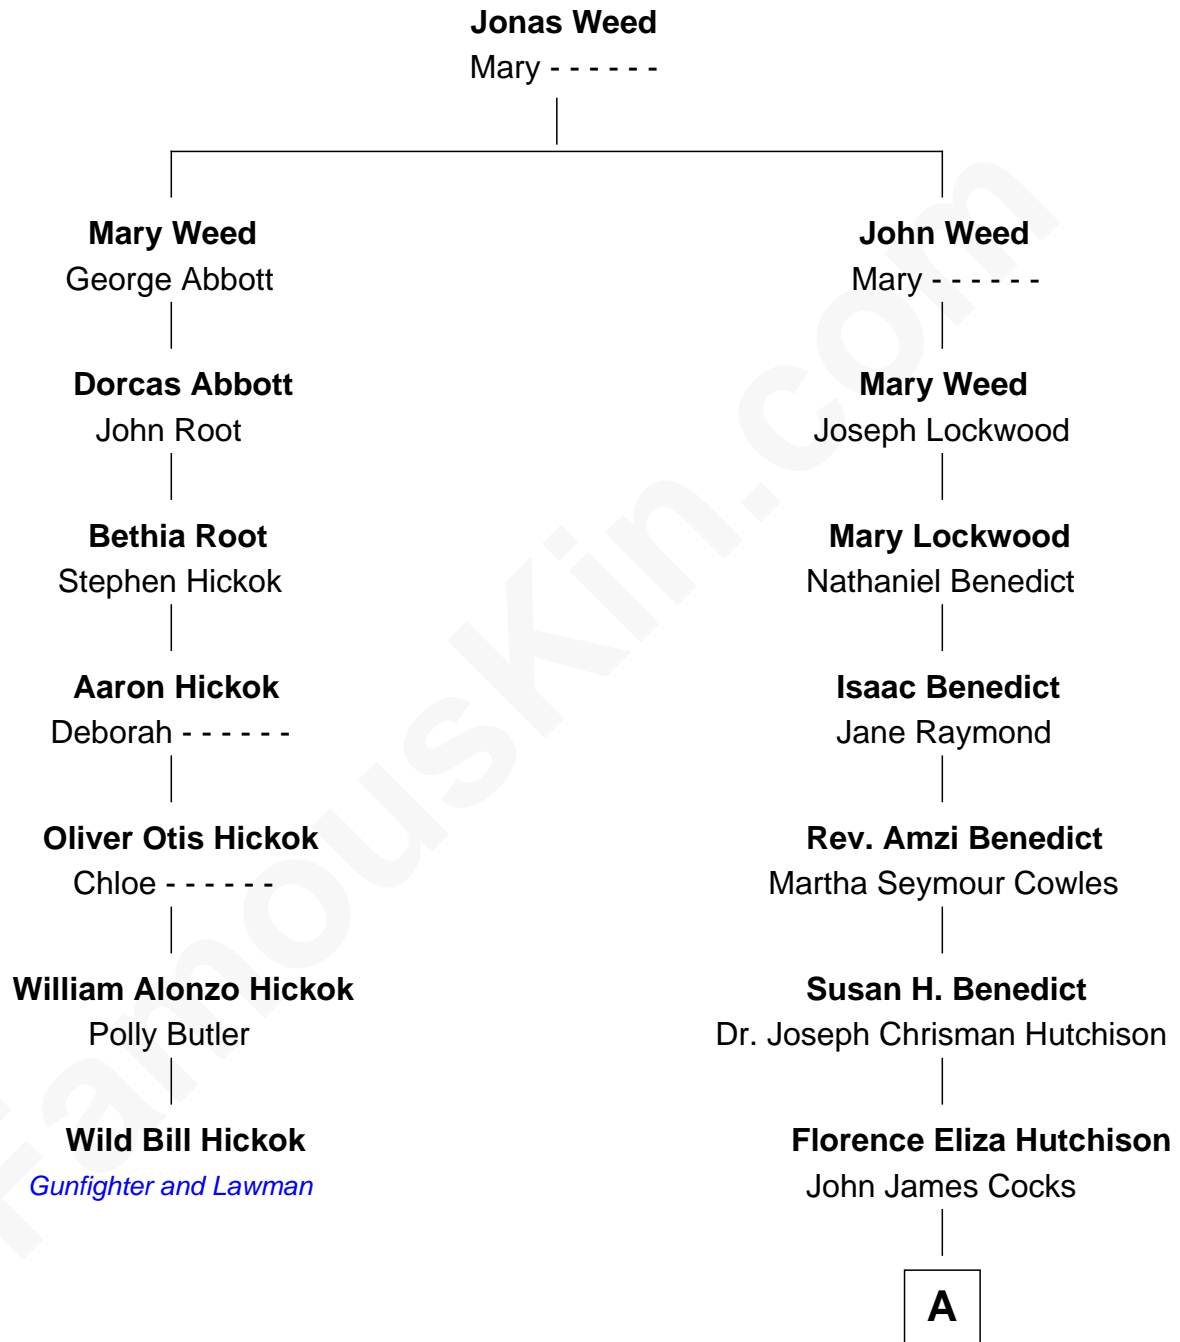 Jonas Weed
Mary - - - - - -
Mary Weed
George Abbott
John Weed
Mary - - - - - -
Dorcas Abbott
John Root
Mary Weed
Joseph Lockwood
Bethia Root
Stephen Hickok
Mary Lockwood
Nathaniel Benedict
Aaron Hickok
Deborah - - - - - -
Isaac Benedict
Jane Raymond
Oliver Otis Hickok
Chloe - - - - - -
Rev. Amzi Benedict
Martha Seymour Cowles
William Alonzo Hickok
Polly Butler
Susan H. Benedict
Dr. Joseph Chrisman Hutchison
Wild Bill Hickok
Gunfighter and Lawman
Florence Eliza Hutchison
John James Cocks
A
FamousKin.com